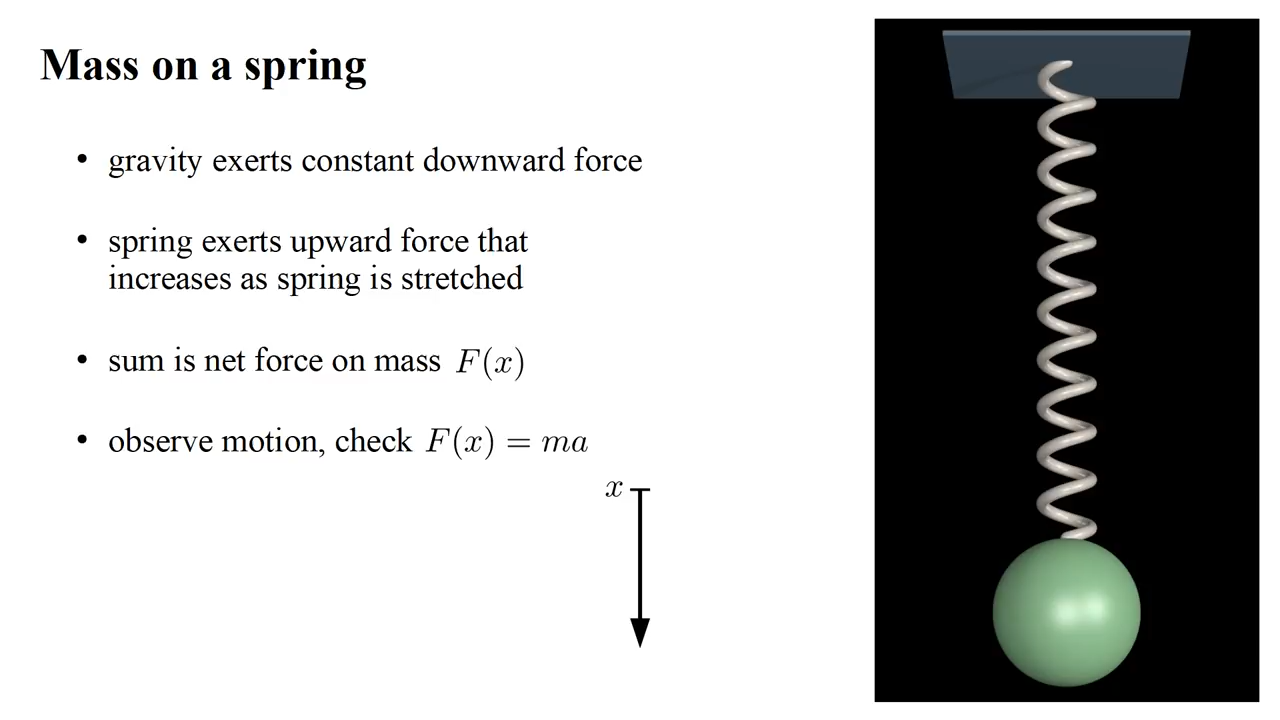 Mass on a spring
• gravity exerts constant downward force
• spring exerts upward force that
increases as spring is stretched
• sum is net force on mass F(x)
• observe motion, check F(x) = ma
x